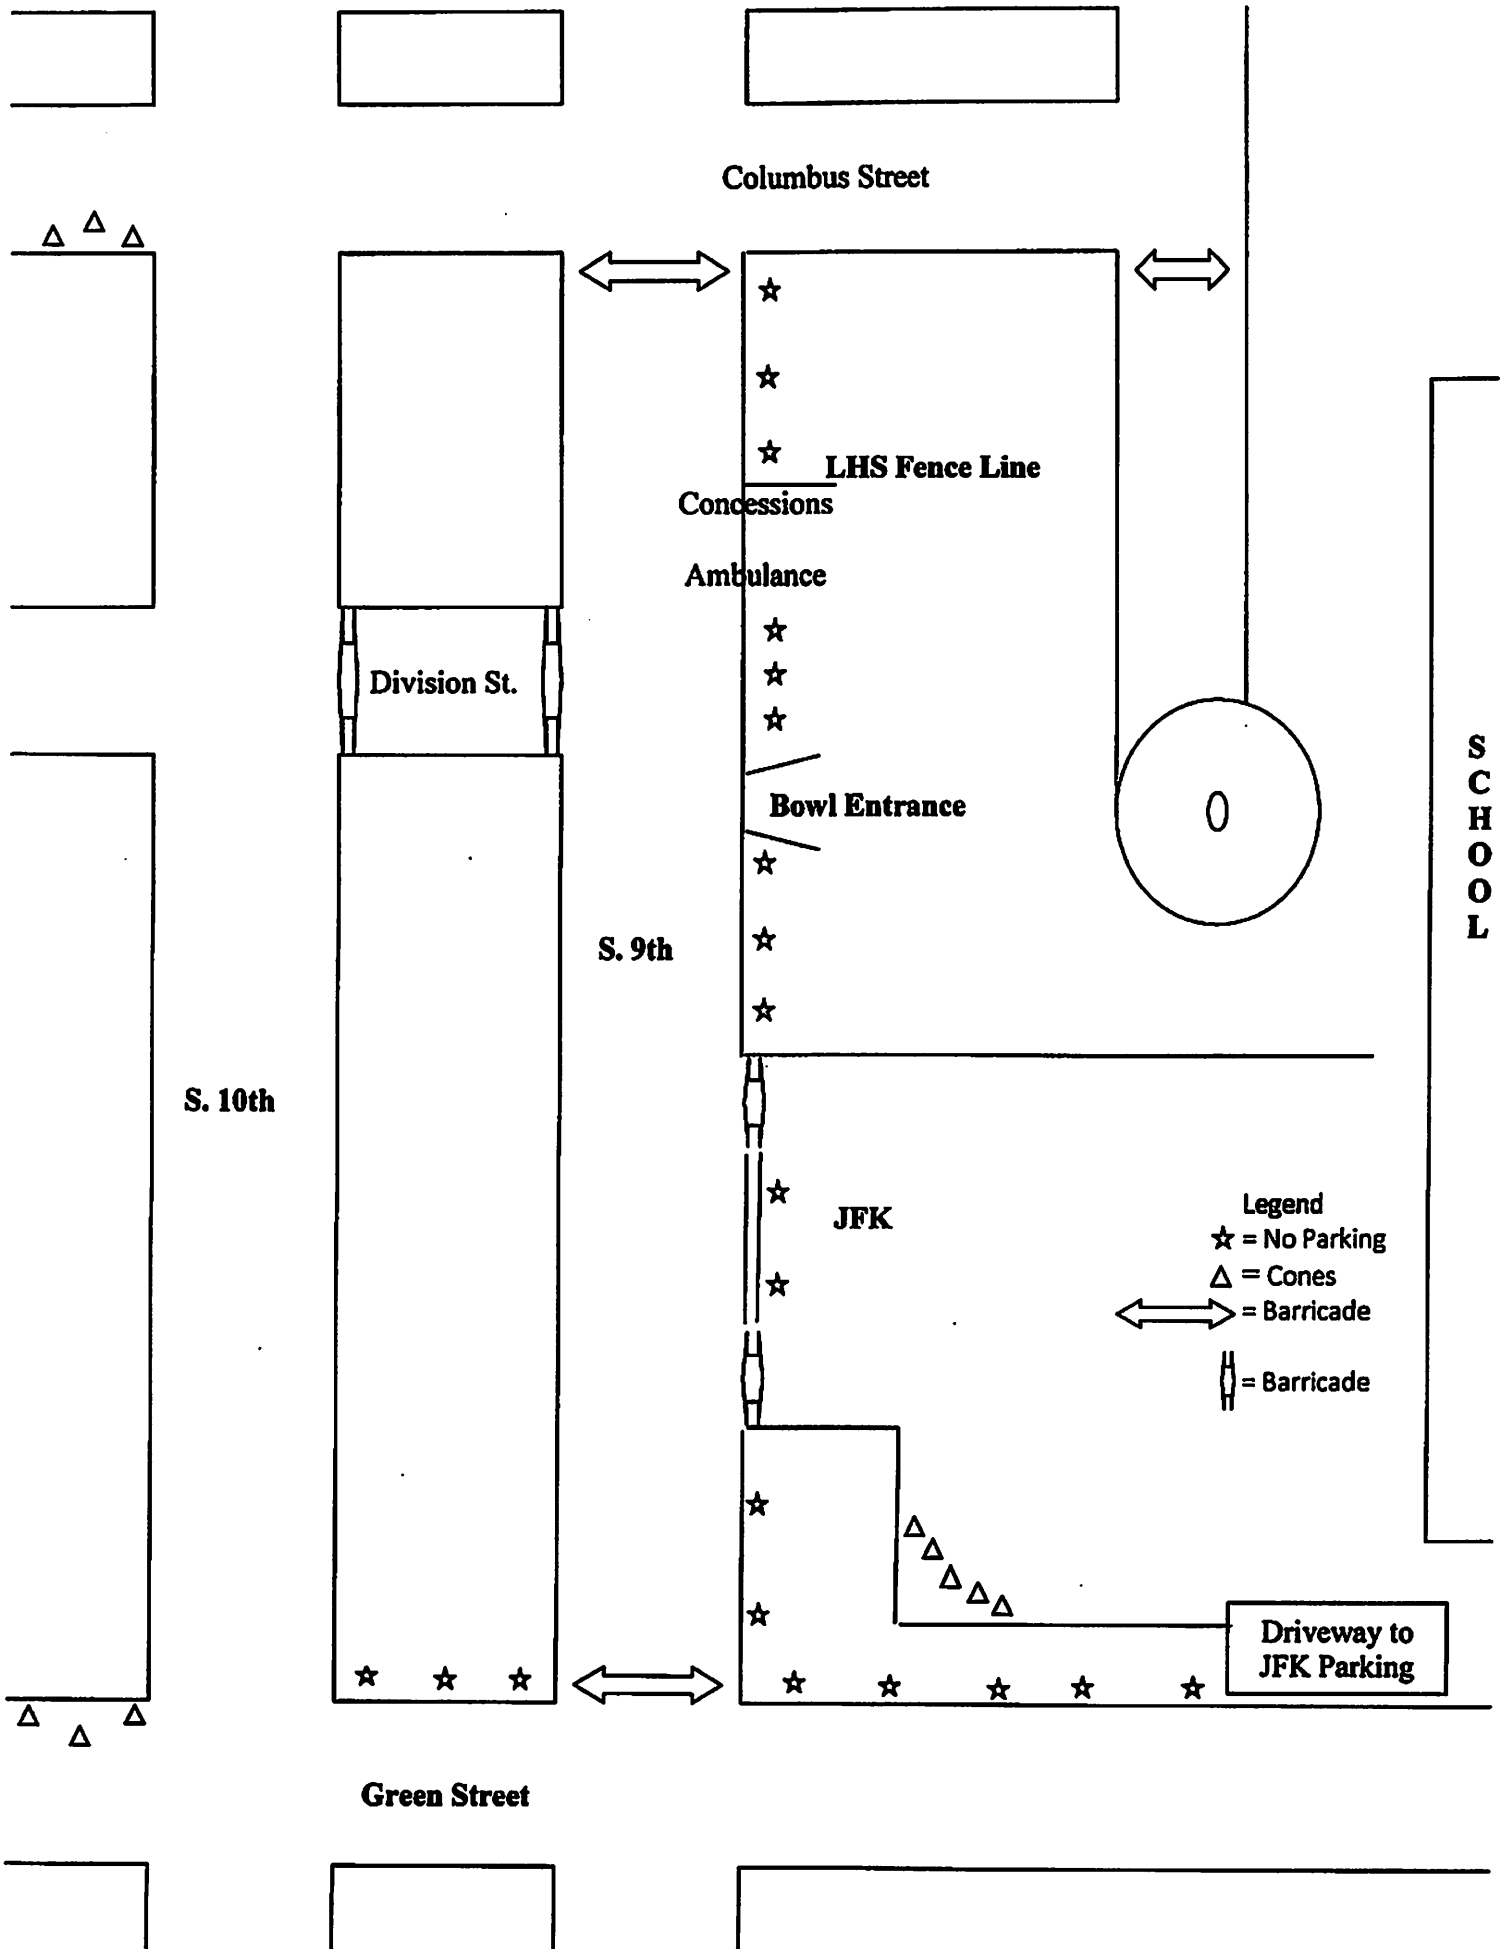 Columbus Street
LHS Fence Line
Concessions
Ambulance
Division St.
Bowl Entrance
S
C
H
O
O
L
S. 9th
S. 10th
JFK
Legend
= No Parking
= Cones
= Barricade
= Barricade
Driveway to
JFK Parking
Green Street